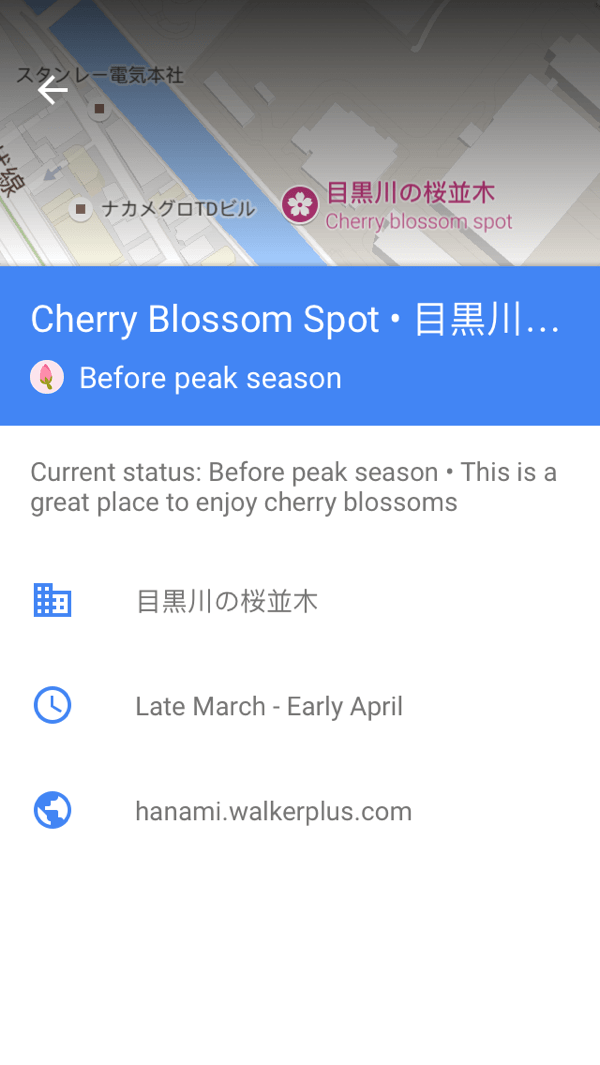 スタンレー電気本社
線
ナカメグロTDビル
目黒川の桜並木
Cherry blossom spot
Cherry Blossom Spot • 目黒川...
Before peak season
Current status: Before peak season • This is a
great place to enjoy cherry blossoms
目黒川の桜並木
Late March - Early April
hanami.walkerplus.com